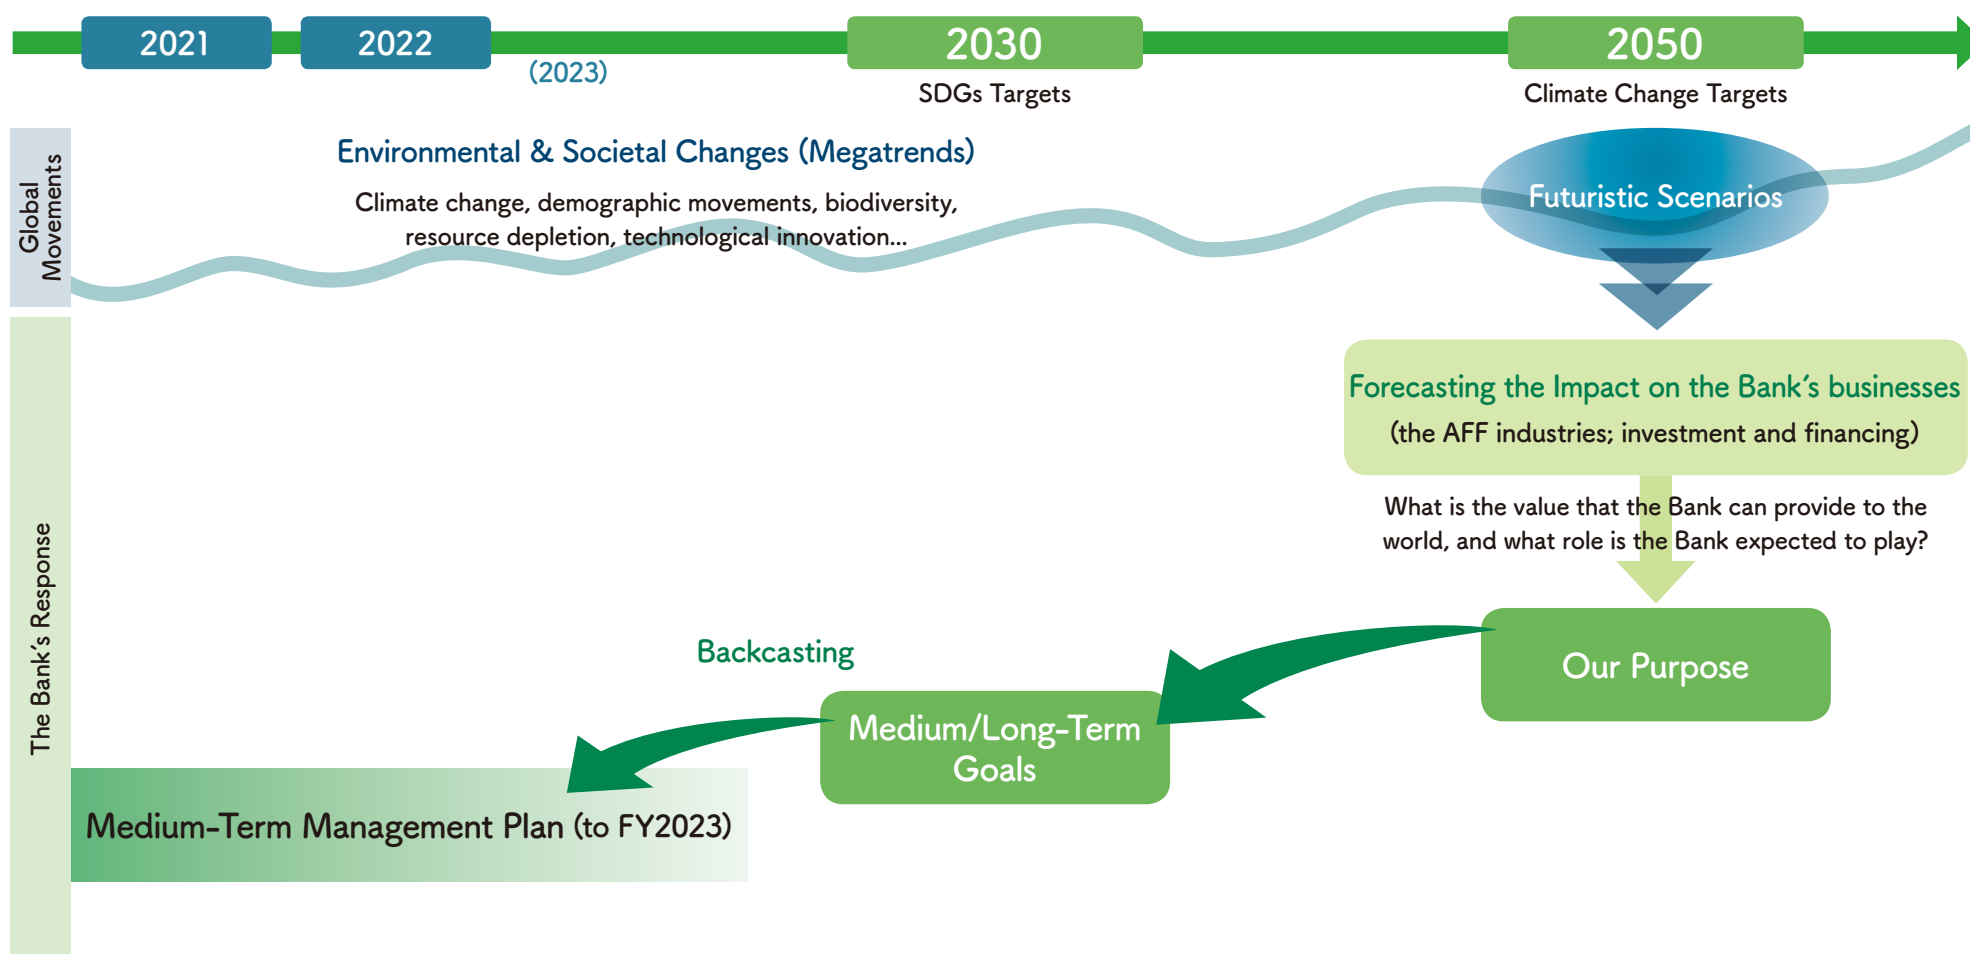 2021
2022
(2023)
2030
SDGs Targets
2050
Climate Change Targets
Global
Movements
Environmental & Societal Changes (Megatrends)
Climate change, demographic movements, biodiversity,
resource depletion, technological innovation...
Futuristic Scenarios
The Bank's Response
Forecasting the Impact on the Bank's businesses
(the AFF industries; investment and financing)
What is the value that the Bank can provide to the
world, and what role is the Bank expected to play?
Our Purpose
Backcasting
Medium/Long-Term
Goals
Medium-Term Management Plan (to FY2023)